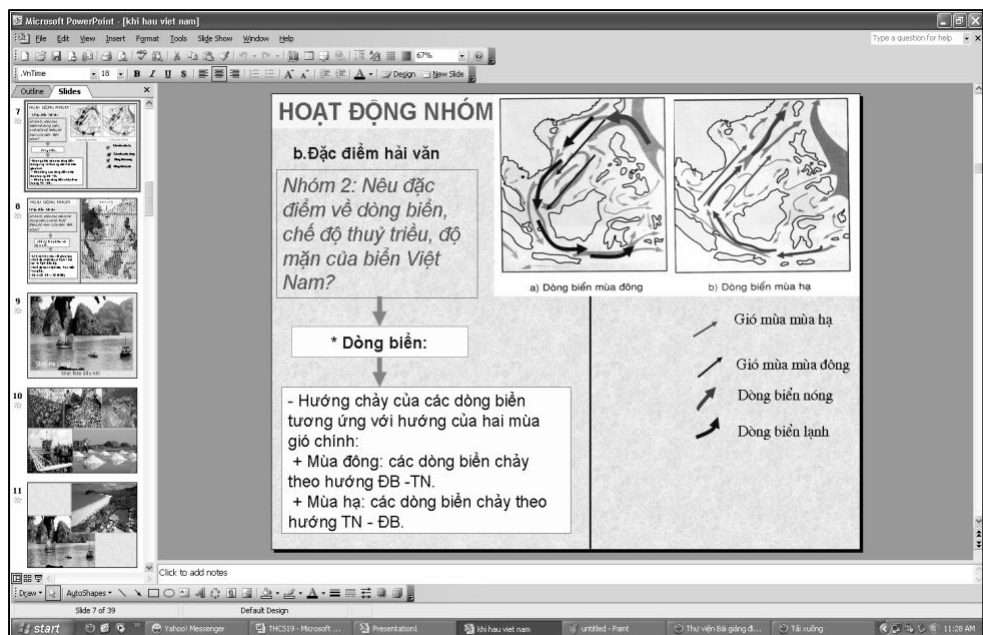 Microsoft PowerPoint - [khi hau viet nam]
File Edit View Insert Format Tools Slide Show Window Help
Type a question for help
67%
.VnTime 18 B I U S Design New Slide
Outline Slides
7
8
9
10
11
HOẠT ĐỘNG NHÓM
b.Đặc điểm hải văn
Nhóm 2: Nêu đặc
điểm về dòng biển,
chế độ thuỷ triều, độ
mặn của biển Việt
Nam?
* Dòng biển:
- Hướng chảy của các dòng biển
tương ứng với hướng của hai mùa
gió chính:
+ Mùa đông: các dòng biển chảy
theo hướng ĐB -TN.
+ Mùa hạ: các dòng biển chảy theo
hướng TN - ĐB.
a) Dòng biển mùa đông
b) Dòng biển mùa hạ
Gió mùa mùa hạ
Gió mùa mùa đông
Dòng biển nóng
Dòng biển lạnh
Click to add notes
Draw AutoShapes
Slide 7 of 39 Default Design
start Yahoo! Messenger THCS19 - Microsoft ... Presentation1 khi hau viet nam untitled - Paint Thư viện Bài giảng đi... Tải xuống 11:28 AM